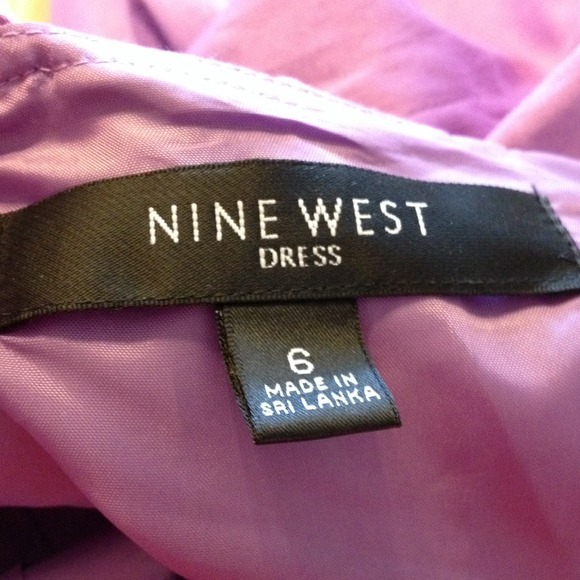 NINE WEST
DRESS
6
MADE IN
SRI LANKA